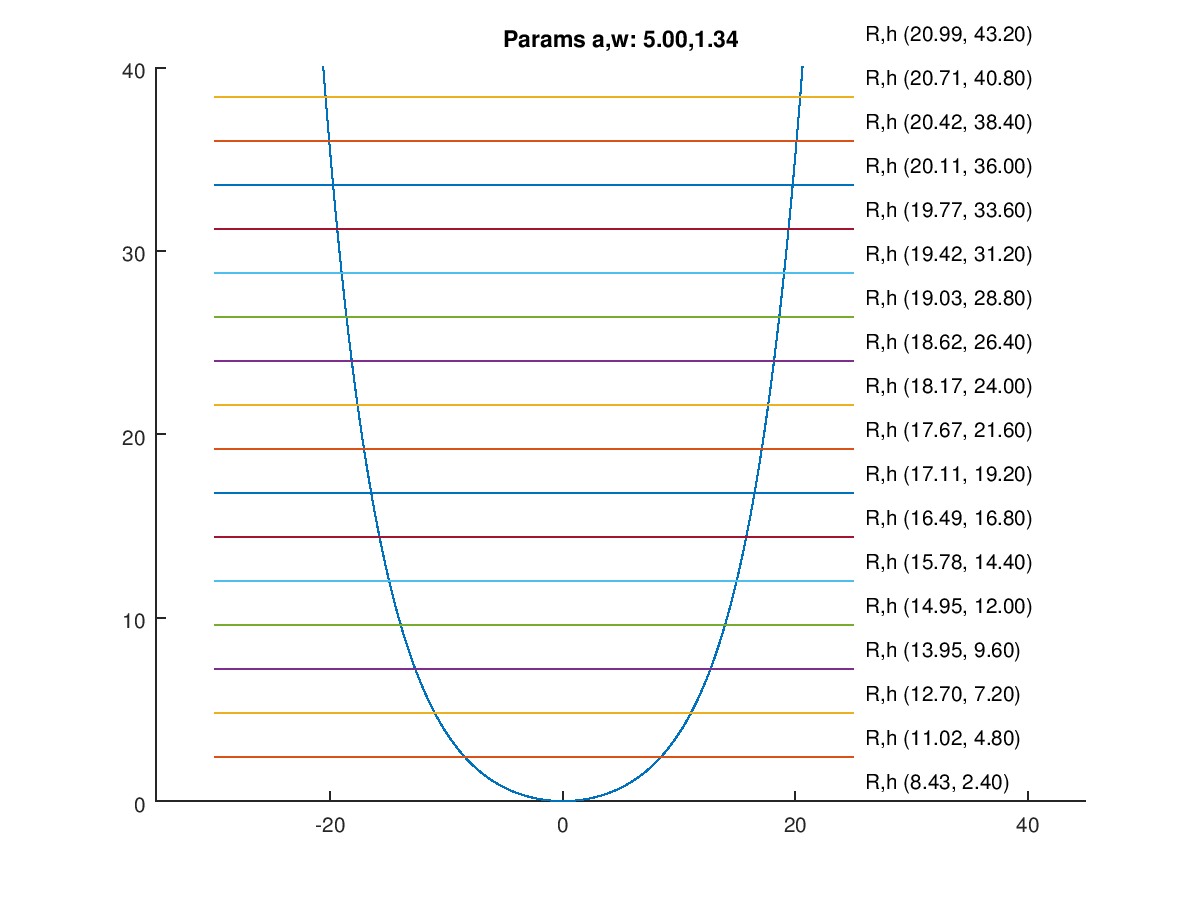 Params a,w: 5.00,1.34
R,h (20.99, 43.20)
R,h (20.71, 40.80)
R,h (20.42, 38.40)
R,h (20.11, 36.00)
R,h (19.77, 33.60)
R,h (19.42, 31.20)
R,h (19.03, 28.80)
R,h (18.62, 26.40)
R,h (18.17, 24.00)
R,h (17.67, 21.60)
R,h (17.11, 19.20)
R,h (16.49, 16.80)
R,h (15.78, 14.40)
R,h (14.95, 12.00)
R,h (13.95, 9.60)
R,h (12.70, 7.20)
R,h (11.02, 4.80)
R,h (8.43, 2.40)
40
30
20
10
0
-20 0 20 40